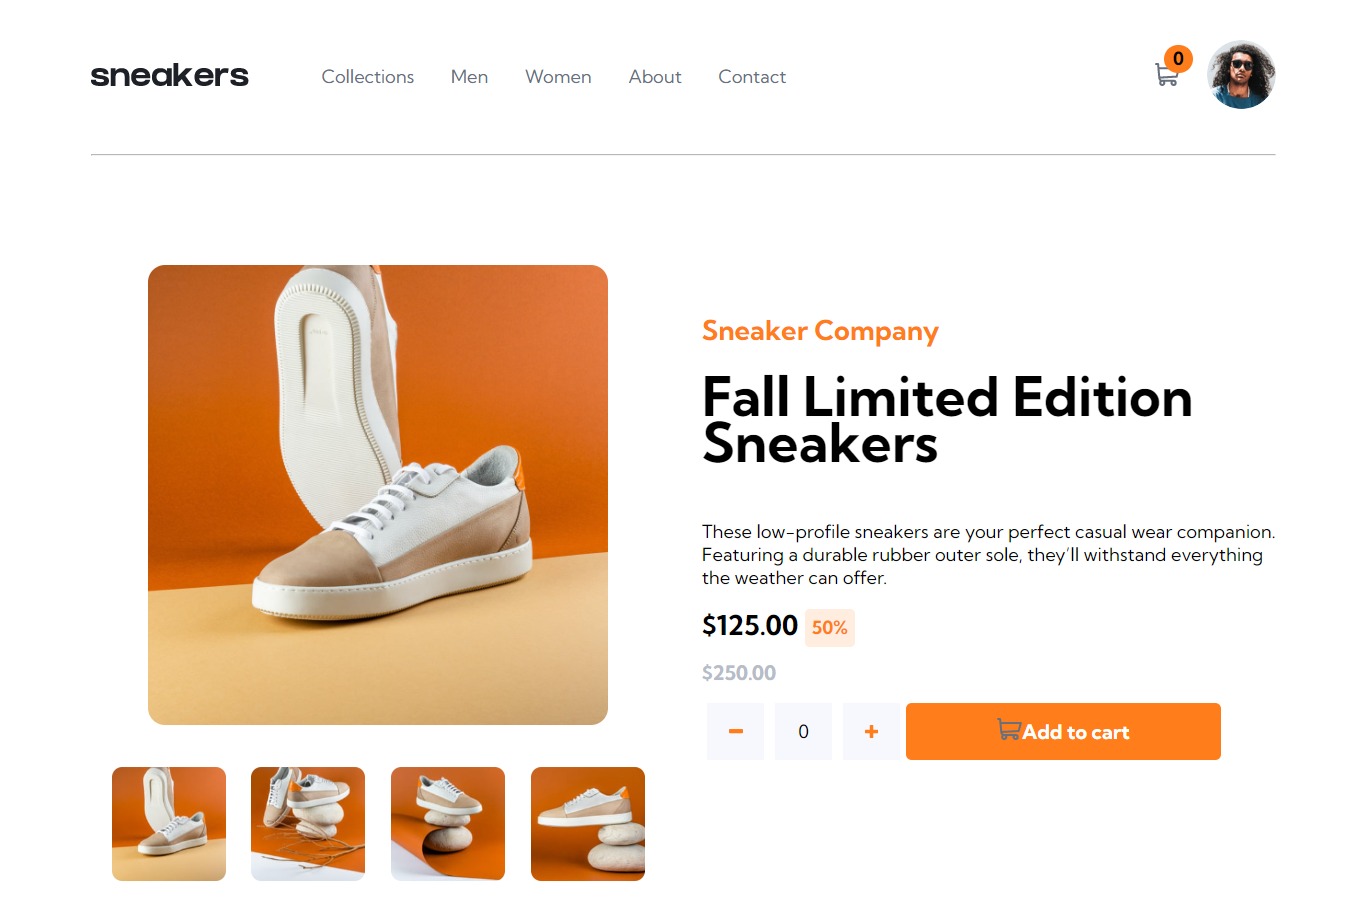 sneakers
Collections Men Women About Contact
0
Sneaker Company
Fall Limited Edition
Sneakers
These low-profile sneakers are your perfect casual wear companion.
Featuring a durable rubber outer sole, they'll withstand everything
the weather can offer.
$125.00 50%
$250.00
0
Add to cart